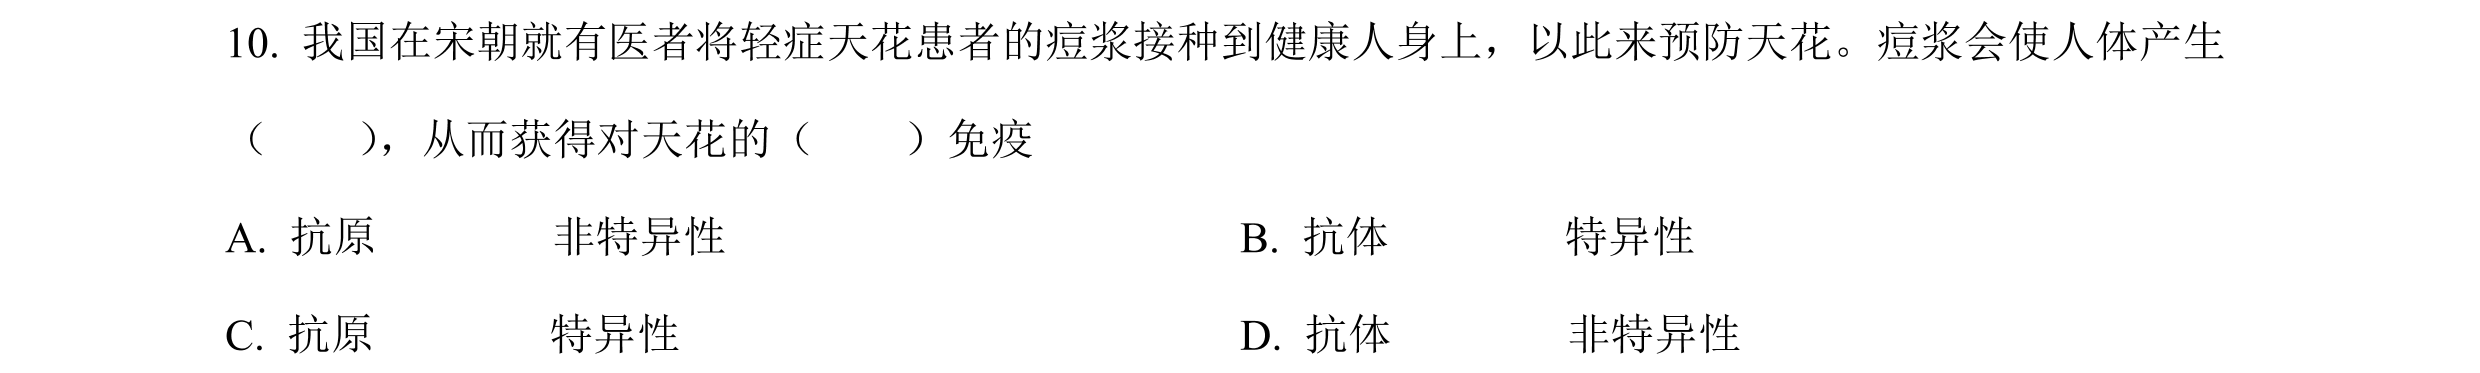 10. 我国在宋朝就有医者将轻症天花患者的痘浆接种到健康人身上，以此来预防天花。痘浆会使人体产生
（　　），从而获得对天花的（　　）免疫
A. 抗原　　　　非特异性　　　　B. 抗体　　　　特异性
C. 抗原　　　　特异性　　　　D. 抗体　　　　非特异性